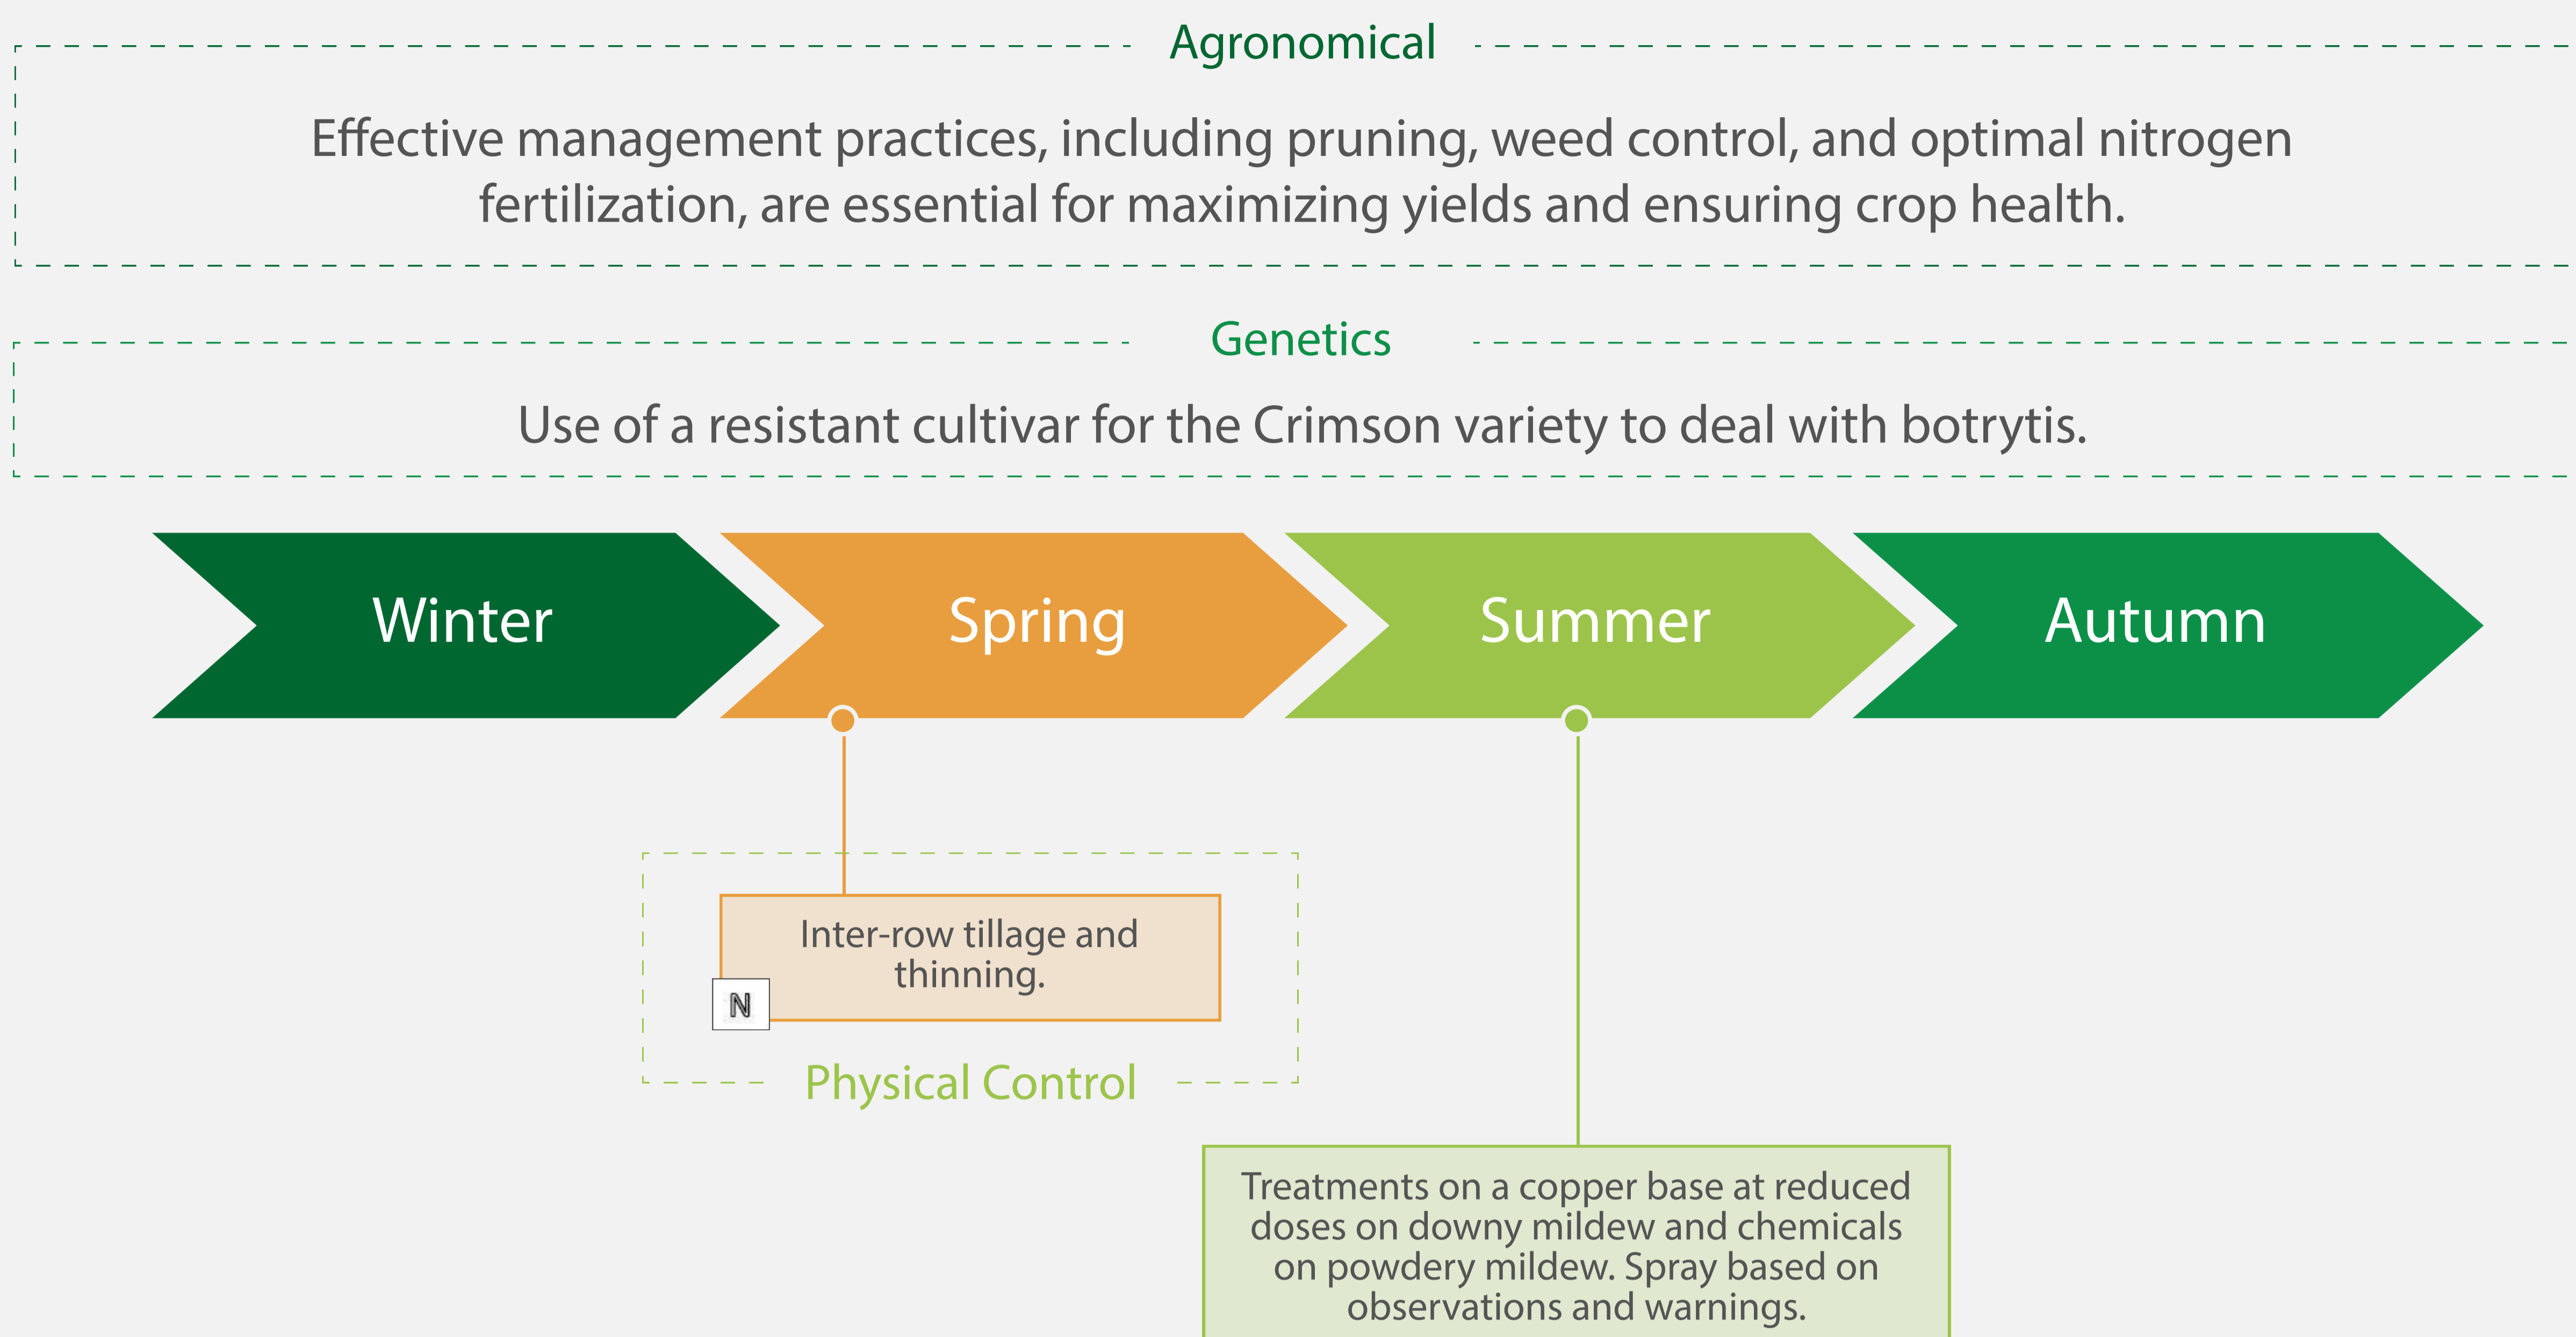 Agronomical
Effective management practices, including pruning, weed control, and optimal nitrogen
fertilization, are essential for maximizing yields and ensuring crop health.
Genetics
Use of a resistant cultivar for the Crimson variety to deal with botrytis.
Winter
Spring
Summer
Autumn
Inter-row tillage and
thinning.
N
Physical Control
Treatments on a copper base at reduced
doses on downy mildew and chemicals
on powdery mildew. Spray based on
observations and warnings.